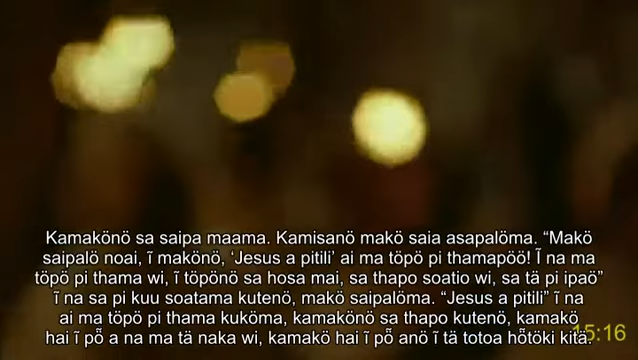 Kamakönö sa saipa maama. Kamisanö makö saia asapalöma. “Makö
saipalö noai, ĩ makönö, ‘Jesus a pitili’ ai ma töpö pi thamapöö! Ĩ na ma
töpö pi thama wi, ĩ töpönö sa hosa mai, sa thapo soatio wi, sa tä pi ipaö”
ĩ na sa pi kuu soatama kutenö, makö saipalöma. “Jesus a pitili” ĩ na
ai ma töpö pi thama kuköma, kamakönö sa thapo kutenö, kamakö
hai ĩ pṏ a na ma tä naka wi, kamakö hai ĩ pṏ anö ĩ tä totoa hṏtöki kitä.
15:16